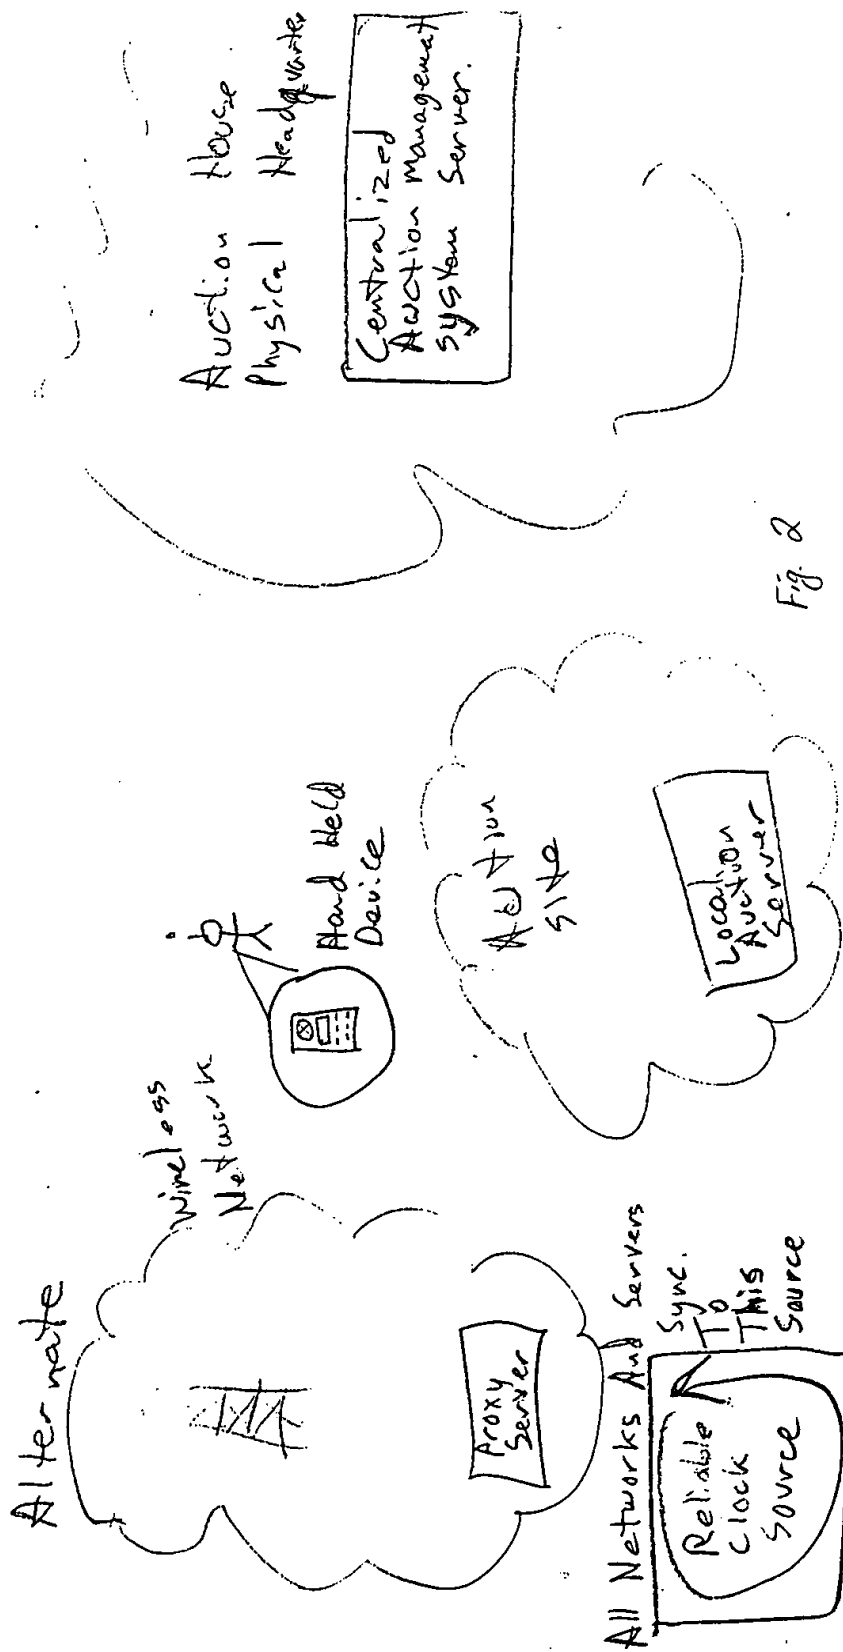 Alternate
Wireless
Network
Proxy
Server
All Networks And Servers
Sync.
To
This
Source
Reliable
Clock
Source
Hand Held
Device
Auction
Site
Local
Auction
Server
Auction House
Physical Headquarters
Centralized
Auction Management
System Server.
Fig. 2